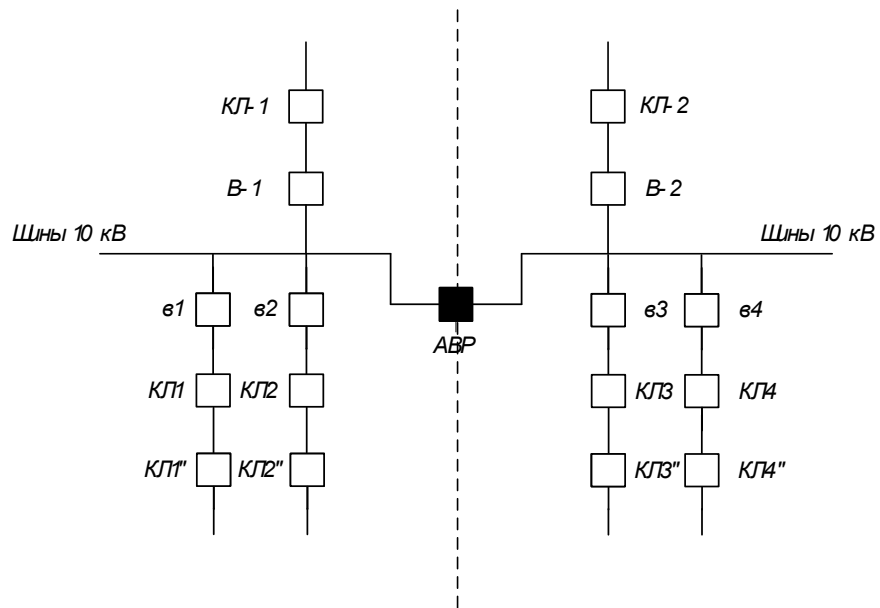 КЛ-1
КЛ-2
В-1
В-2
Шины 10 кВ
Шины 10 кВ
в1
в2
в3
в4
АВР
КЛ1
КЛ2
КЛ3
КЛ4
КЛ1"
КЛ2"
КЛ3"
КЛ4"